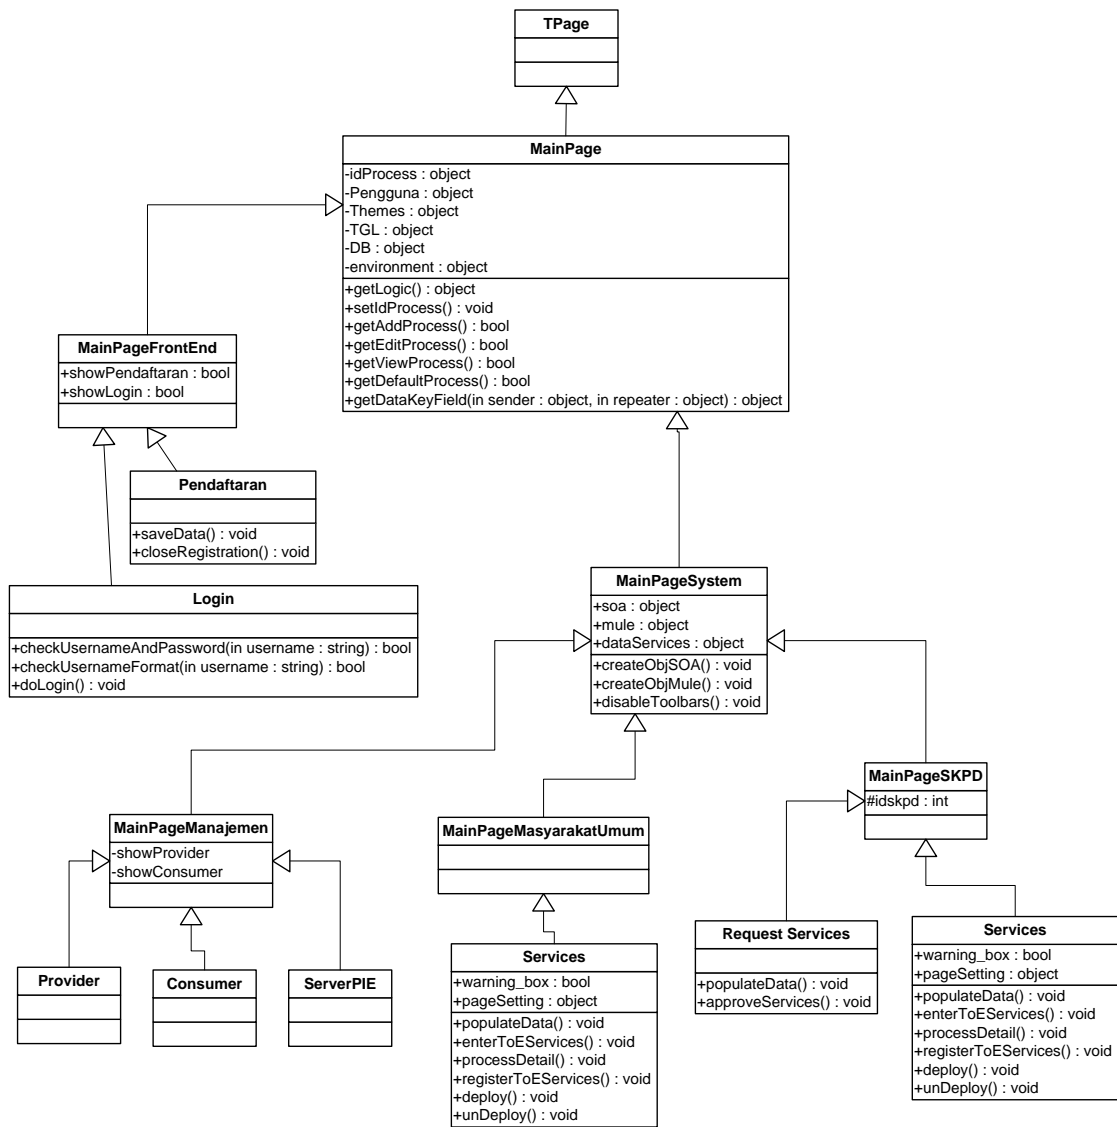 TPage
MainPage
-idProcess : object
-Pengguna : object
-Themes : object
-TGL : object
-DB : object
-environment : object
+getLogic() : object
+setIdProcess() : void
+getAddProcess() : bool
+getEditProcess() : bool
+getViewProcess() : bool
+getDefaultProcess() : bool
+getDataKeyField(in sender : object, in repeater : object) : object
MainPageFrontEnd
+showPendaftaran : bool
+showLogin : bool
Pendaftaran
+saveData() : void
+closeRegistration() : void
Login
+checkUsernameAndPassword(in username : string) : bool
+checkUsernameFormat(in username : string) : bool
+doLogin() : void
MainPageSystem
+soa : object
+mule : object
+dataServices : object
+createObjSOA() : void
+createObjMule() : void
+disableToolbars() : void
MainPageManajemen
-showProvider
-showConsumer
MainPageMasyarakatUmum
MainPageSKPD
#idskpd : int
Provider
Consumer
ServerPIE
Services
+warning_box : bool
+pageSetting : object
+populateData() : void
+enterToEServices() : void
+processDetail() : void
+registerToEServices() : void
+deploy() : void
+unDeploy() : void
Request Services
+populateData() : void
+approveServices() : void
Services
+warning_box : bool
+pageSetting : object
+populateData() : void
+enterToEServices() : void
+processDetail() : void
+registerToEServices() : void
+deploy() : void
+unDeploy() : void